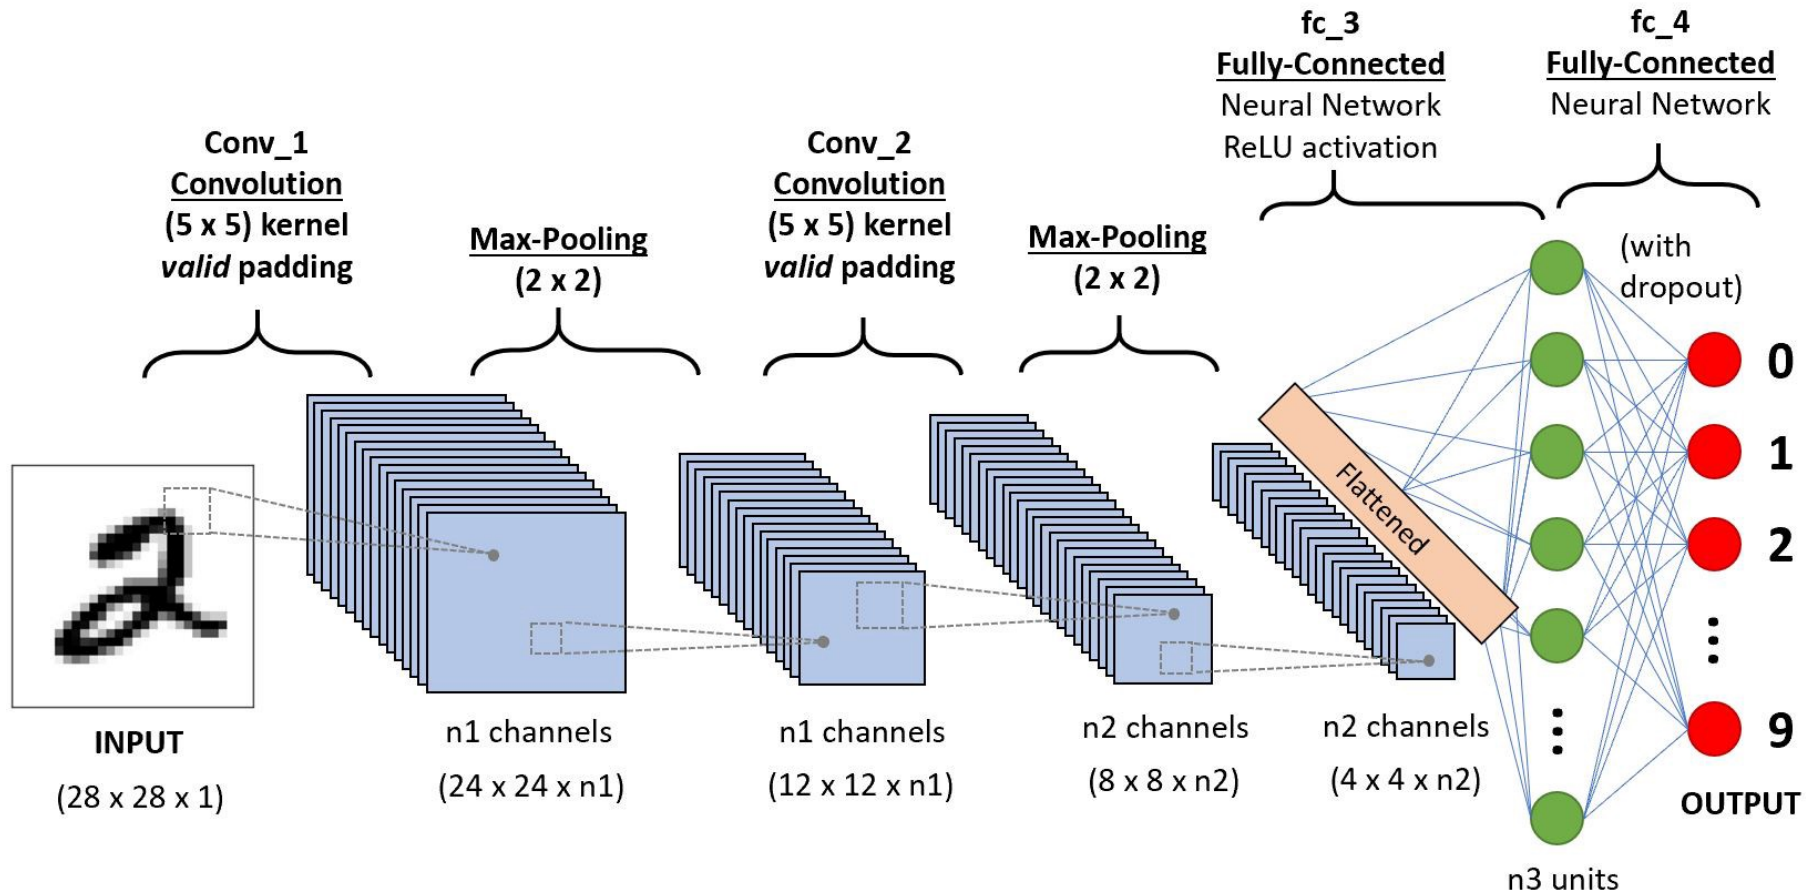 Conv_1
Convolution
(5 x 5) kernel
valid padding
Max-Pooling
(2 x 2)
Conv_2
Convolution
(5 x 5) kernel
valid padding
Max-Pooling
(2 x 2)
fc_3
Fully-Connected
Neural Network
ReLU activation
fc_4
Fully-Connected
Neural Network
(with
dropout)
Flattened
0
1
2
9
INPUT
(28 x 28 x 1)
n1 channels
(24 x 24 x n1)
n1 channels
(12 x 12 x n1)
n2 channels
(8 x 8 x n2)
n2 channels
(4 x 4 x n2)
OUTPUT
n3 units